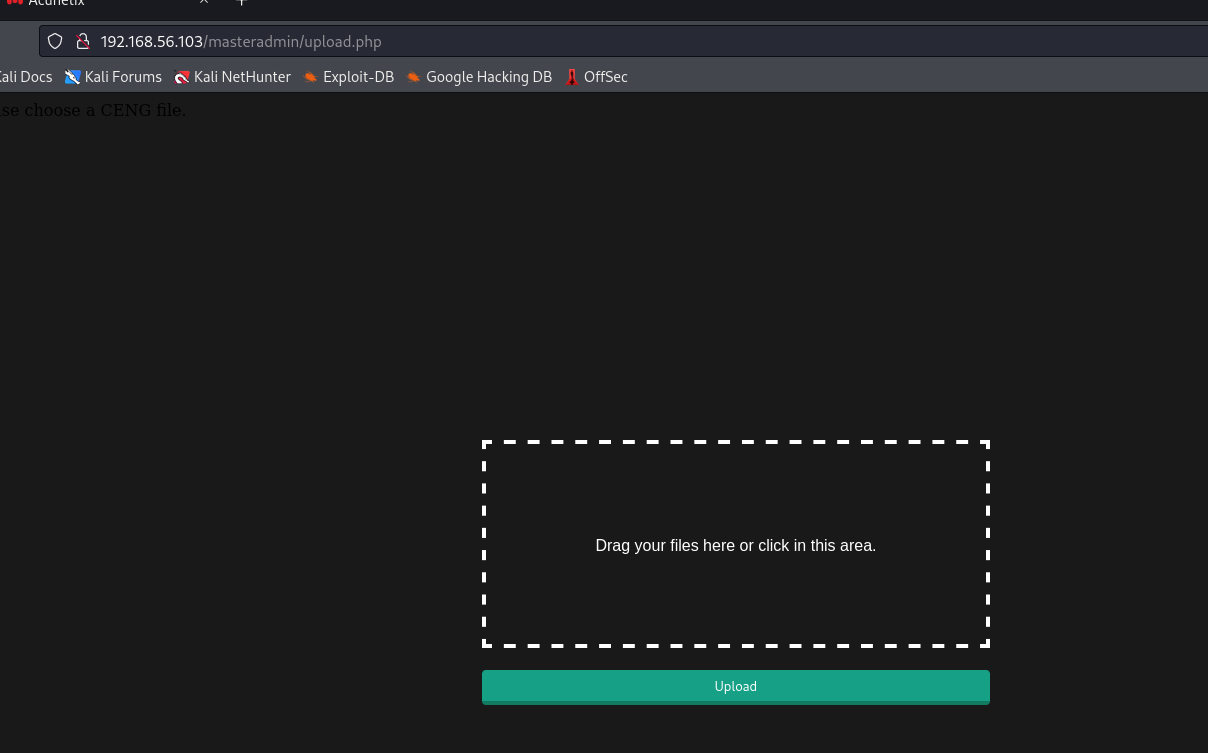 Acunetix
192.168.56.103/masteradmin/upload.php
Kali Docs Kali Forums Kali NetHunter Exploit-DB Google Hacking DB OffSec
se choose a CENG file.
Drag your files here or click in this area.
Upload